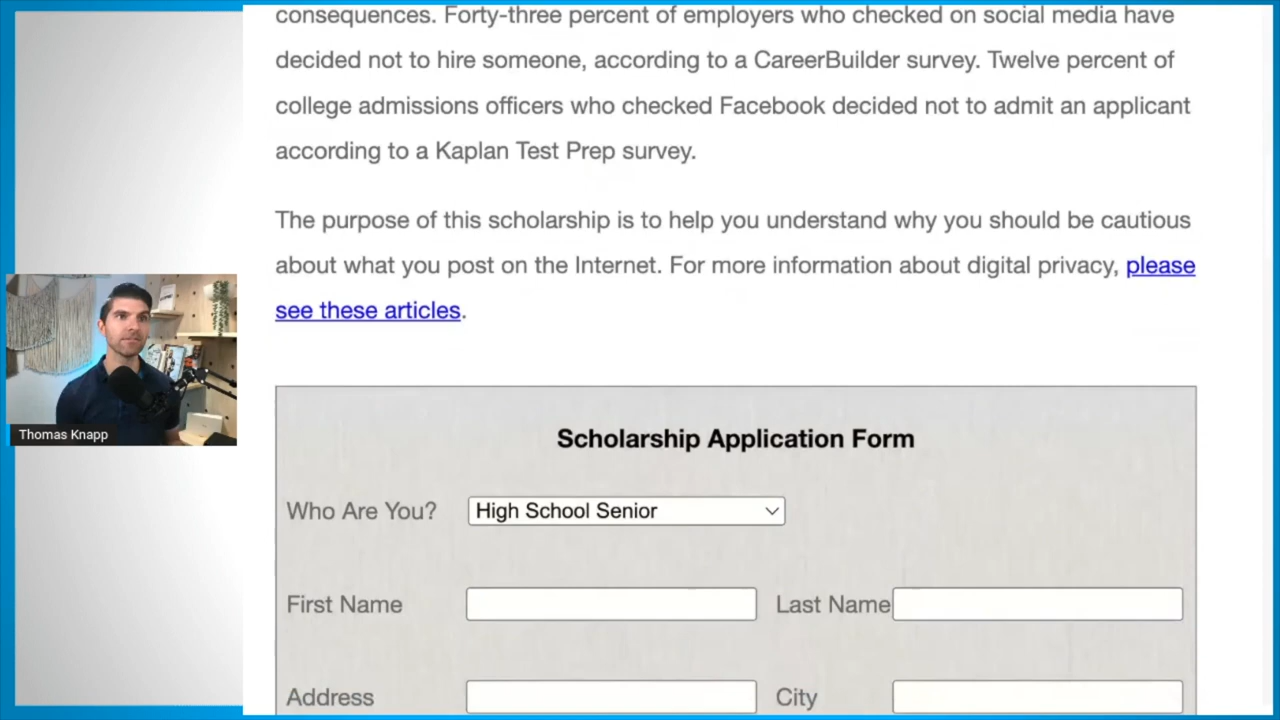 consequences. Forty-three percent of employers who checked on social media have
decided not to hire someone, according to a CareerBuilder survey. Twelve percent of
college admissions officers who checked Facebook decided not to admit an applicant
according to a Kaplan Test Prep survey.
The purpose of this scholarship is to help you understand why you should be cautious
about what you post on the Internet. For more information about digital privacy, please
see these articles.
Thomas Knapp
Scholarship Application Form
Who Are You? High School Senior
First Name Last Name
Address City